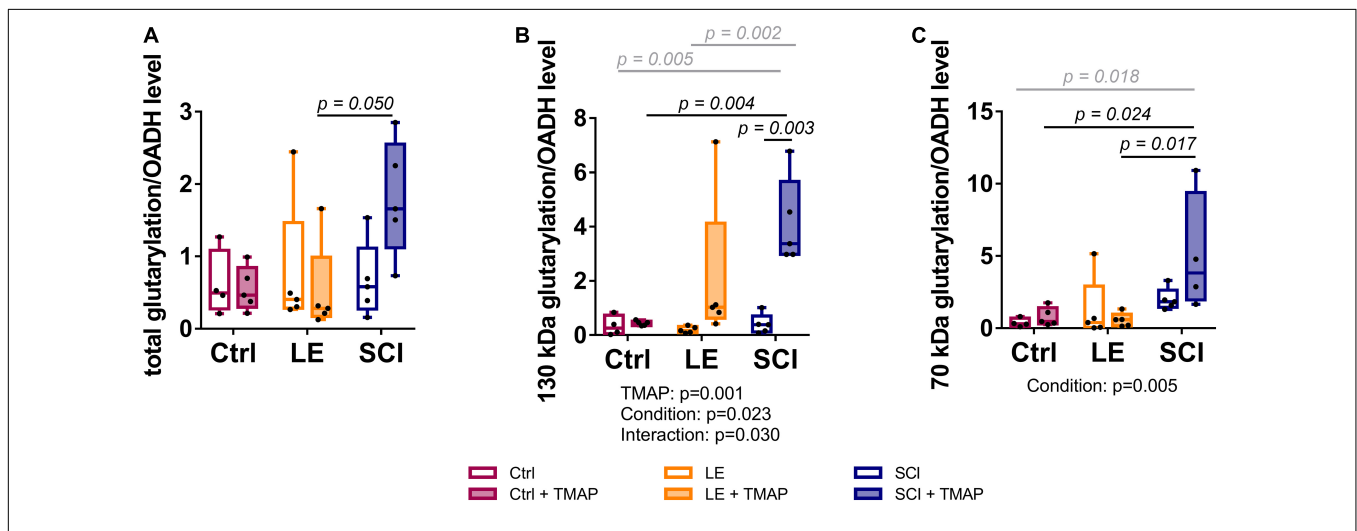 A
total glutarylation/OADH level
3
2
1
0
p = 0.050
Ctrl LE SCI
B
130 kDa glutarylation/OADH level
8
6
4
2
0
p = 0.002
p = 0.005
p = 0.004
p = 0.003
Ctrl LE SCI
TMAP: p=0.001
Condition: p=0.023
Interaction: p=0.030
C
70 kDa glutarylation/OADH level
15
10
5
0
p = 0.018
p = 0.024
p = 0.017
Ctrl LE SCI
Condition: p=0.005
Ctrl LE SCI
Ctrl + TMAP LE + TMAP SCI + TMAP